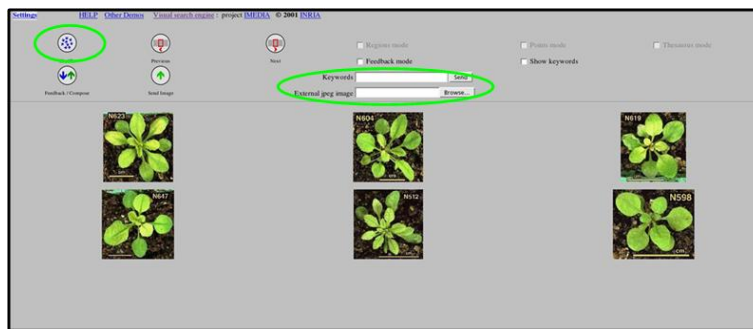 Settings HELP Other Demos Visual search engine : project IMEDIA © 2001 INRIA
Previous Next
Regions mode Points mode Thesaurus mode
Feedback mode Show keywords
Feedback / Compose Send Image
Keywords Send
External jpeg image Browse...
N623 N604 N619
N647 N512 N598